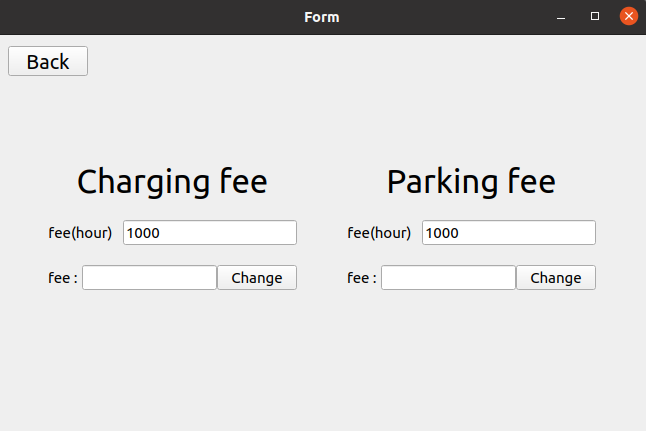 Form
Back
Charging fee
Parking fee
fee(hour) 1000
fee(hour) 1000
fee : Change
fee : Change